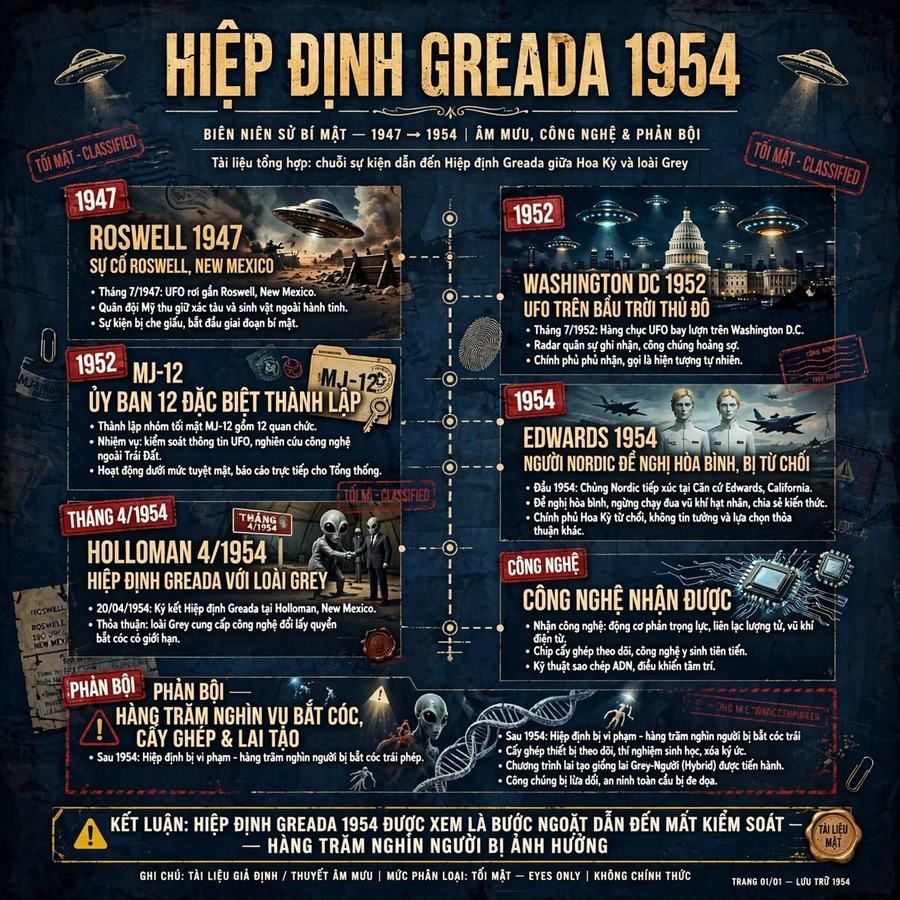 HIỆP ĐỊNH GREADA 1954
BIÊN NIÊN SỬ BÍ MẬT — 1947 → 1954 | ÂM MƯU, CÔNG NGHỆ & PHẢN BỘI
Tài liệu tổng hợp: chuỗi sự kiện dẫn đến Hiệp định Greada giữa Hoa Kỳ và loài Grey
TỐI MẬT - CLASSIFIED
TỐI MẬT - CLASSIFIED
1947
ROSWELL 1947
SỰ CỐ ROSWELL, NEW MEXICO
• Tháng 7/1947: UFO rơi gần Roswell, New Mexico.
• Quân đội Mỹ thu giữ xác tàu và sinh vật ngoài hành tinh.
• Sự kiện bị che giấu, bắt đầu giai đoạn bí mật.
1952
WASHINGTON DC 1952
UFO TRÊN BẦU TRỜI THỦ ĐÔ
• Tháng 7/1952: Hàng chục UFO bay lượn trên Washington D.C.
• Radar quân sự ghi nhận, công chúng hoảng sợ.
• Chính phủ phủ nhận, gọi là hiện tượng tự nhiên.
1952
MJ-12
MJ-12
ỦY BAN 12 ĐẶC BIỆT THÀNH LẬP
• Thành lập nhóm tối mật MJ-12 gồm 12 quan chức.
• Nhiệm vụ: kiểm soát thông tin UFO, nghiên cứu công nghệ
ngoài Trái Đất.
• Hoạt động dưới mức tuyệt mật, báo cáo trực tiếp cho Tổng thống.
1954
EDWARDS 1954
NGƯỜI NORDIC ĐỀ NGHỊ HÒA BÌNH, BỊ TỪ CHỐI
• Đầu 1954: Chủng Nordic tiếp xúc tại Căn cứ Edwards, California.
• Đề nghị hòa bình, ngừng chạy đua vũ khí hạt nhân, chia sẻ kiến thức.
• Chính phủ Hoa Kỳ từ chối, không tin tưởng và lựa chọn thỏa
thuận khác.
- CLASSIFIED
THÁNG 4/1954
THÁNG
4/1954
HOLLOMAN 4/1954
HIỆP ĐỊNH GREADA VỚI LOÀI GREY
• 20/04/1954: Ký kết Hiệp định Greada tại Holloman, New Mexico.
• Thỏa thuận: loài Grey cung cấp công nghệ đổi lấy quyền
bắt cóc có giới hạn.
CÔNG NGHỆ
CÔNG NGHỆ NHẬN ĐƯỢC
• Nhận công nghệ: động cơ phản trọng lực, liên lạc lượng tử, vũ khí
điện từ.
• Chip cấy ghép theo dõi, công nghệ y sinh tiên tiến.
• Kỹ thuật sao chép ADN, điều khiển tâm trí.
ROSWELL
PHẢN BỘI
PHẢN BỘI —
HÀNG TRĂM NGHÌN VỤ BẮT CÓC,
CẤY GHÉP & LAI TẠO
• Sau 1954: Hiệp định bị vi phạm - hàng trăm nghìn người bị bắt cóc trái phép.
Sau 1954: Hiệp định bị vi phạm - hàng trăm nghìn người bị bắt cóc trái
• Cấy ghép thiết bị theo dõi, thí nghiệm sinh học, xóa ký ức.
• Chương trình lai tạo giống lai Grey-Người (Hybrid) được tiến hành.
• Công chúng bị lừa dối, an ninh toàn cầu bị đe dọa.
KẾT LUẬN: HIỆP ĐỊNH GREADA 1954 ĐƯỢC XEM LÀ BƯỚC NGOẶT DẪN ĐẾN MẤT KIỂM SOÁT —
— HÀNG TRĂM NGHÌN NGƯỜI BỊ ẢNH HƯỞNG
TÀI LIỆU
MẬT
GHI CHÚ: TÀI LIỆU GIẢ ĐỊNH / THUYẾT ÂM MƯU | MỨC PHÂN LOẠI: TỐI MẬT — EYES ONLY | KHÔNG CHÍNH THỨC
TRANG 01/01 — LƯU TRỮ 1954